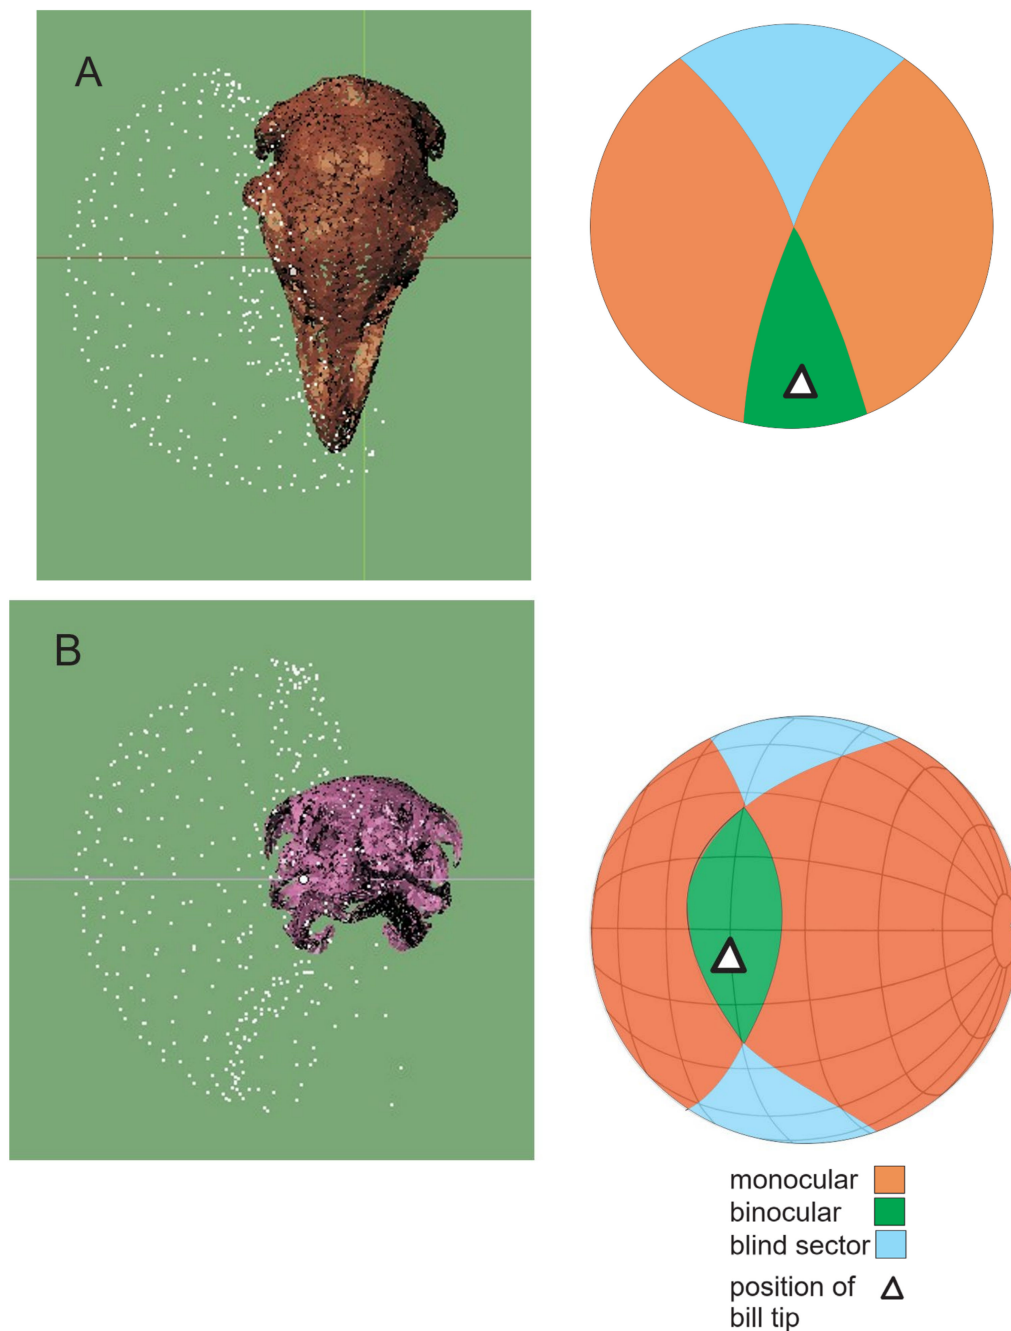 A
B
monocular
binocular
blind sector
position of
bill tip